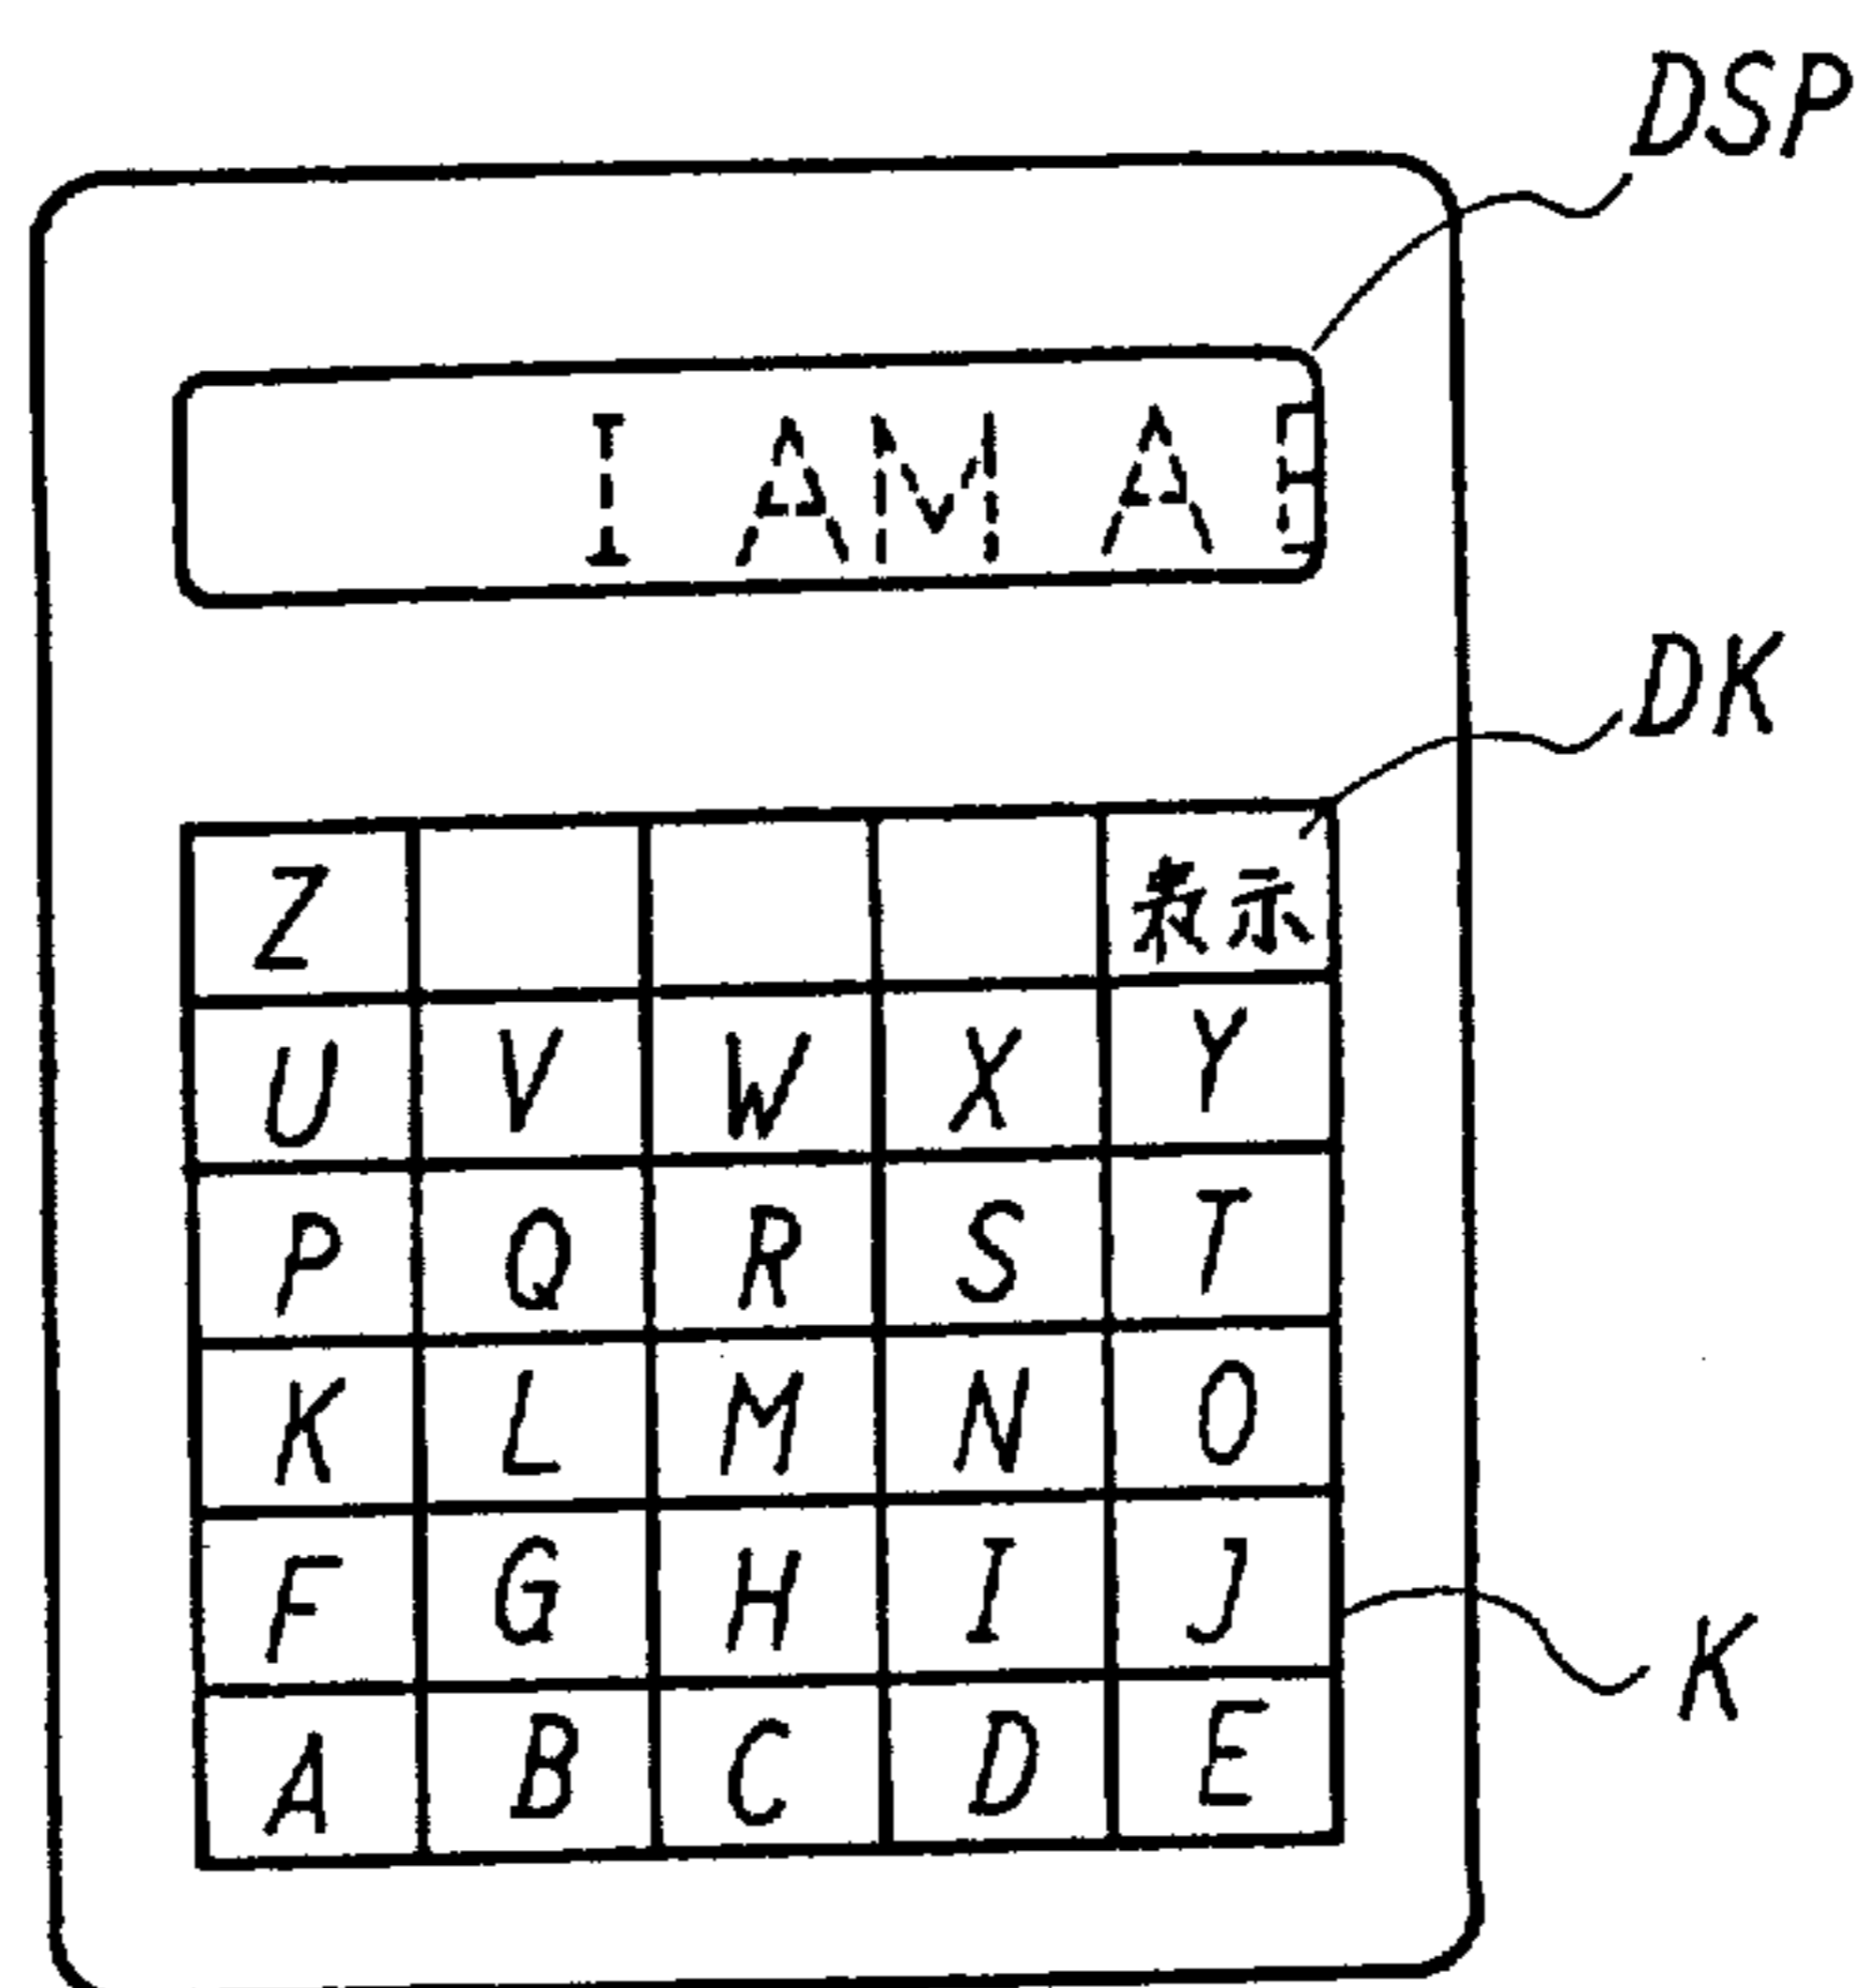 DSP
I AM A
DK
Z 表示
U V W X Y
P Q R S T
K L M N O
F G H I J
K
A B C D E